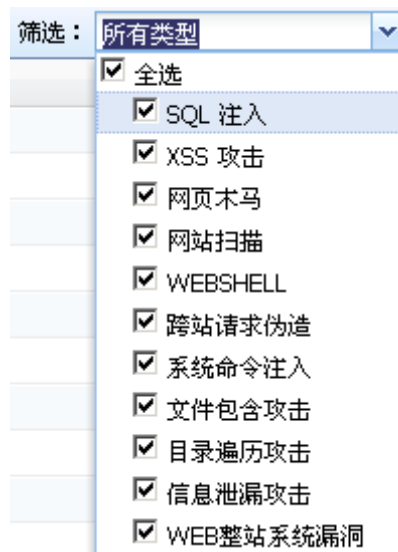 筛选： 所有类型
全选
SQL 注入
XSS 攻击
网页木马
网站扫描
WEBSHELL
跨站请求伪造
系统命令注入
文件包含攻击
目录遍历攻击
信息泄漏攻击
WEB整站系统漏洞